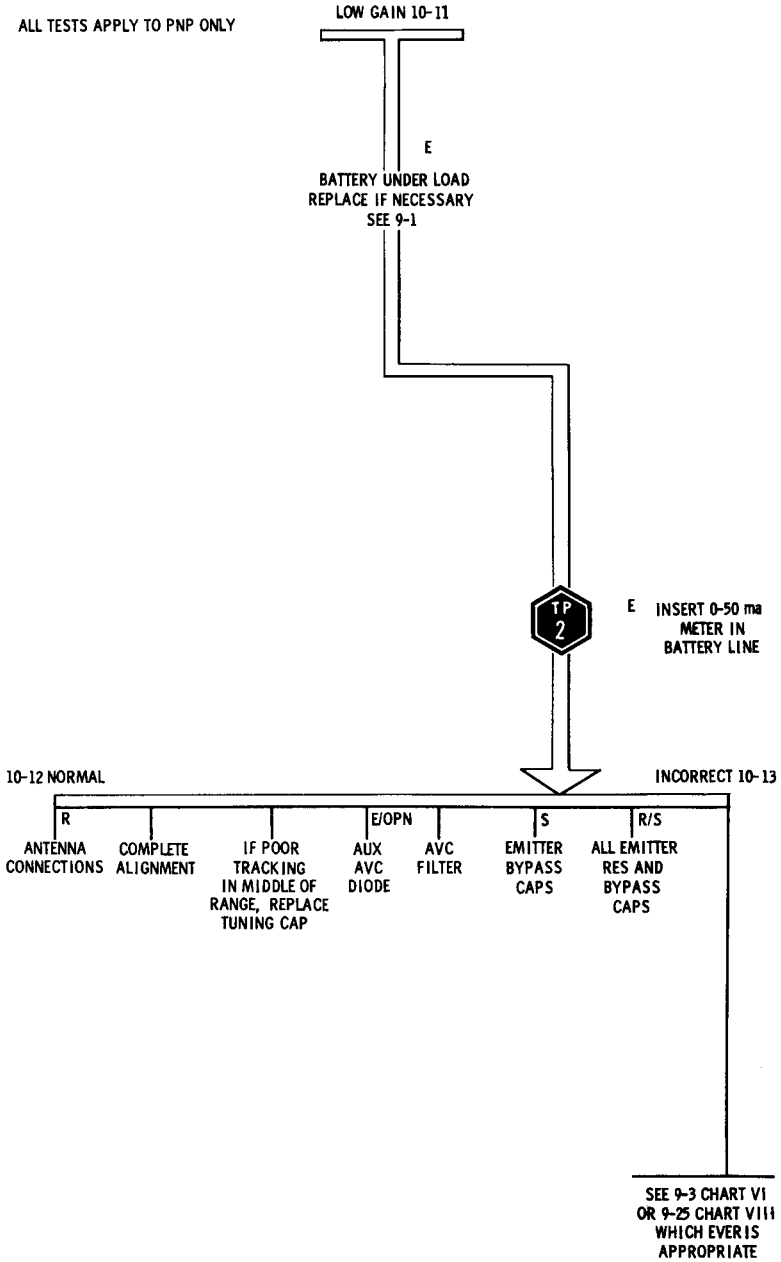 ALL TESTS APPLY TO PNP ONLY
LOW GAIN 10-11
E
BATTERY UNDER LOAD
REPLACE IF NECESSARY
SEE 9-1
TP
2
E
INSERT 0-50 ma
METER IN
BATTERY LINE
10-12 NORMAL
INCORRECT 10-13
R
ANTENNA
CONNECTIONS
COMPLETE
ALIGNMENT
IF POOR
TRACKING
IN MIDDLE OF
RANGE, REPLACE
TUNING CAP
E/OPN
AUX
AVC
DIODE
AVC
FILTER
S
EMITTER
BYPASS
CAPS
R/S
ALL EMITTER
RES AND
BYPASS
CAPS
SEE 9-3 CHART VI
OR 9-25 CHART VIII
WHICH EVER IS
APPROPRIATE